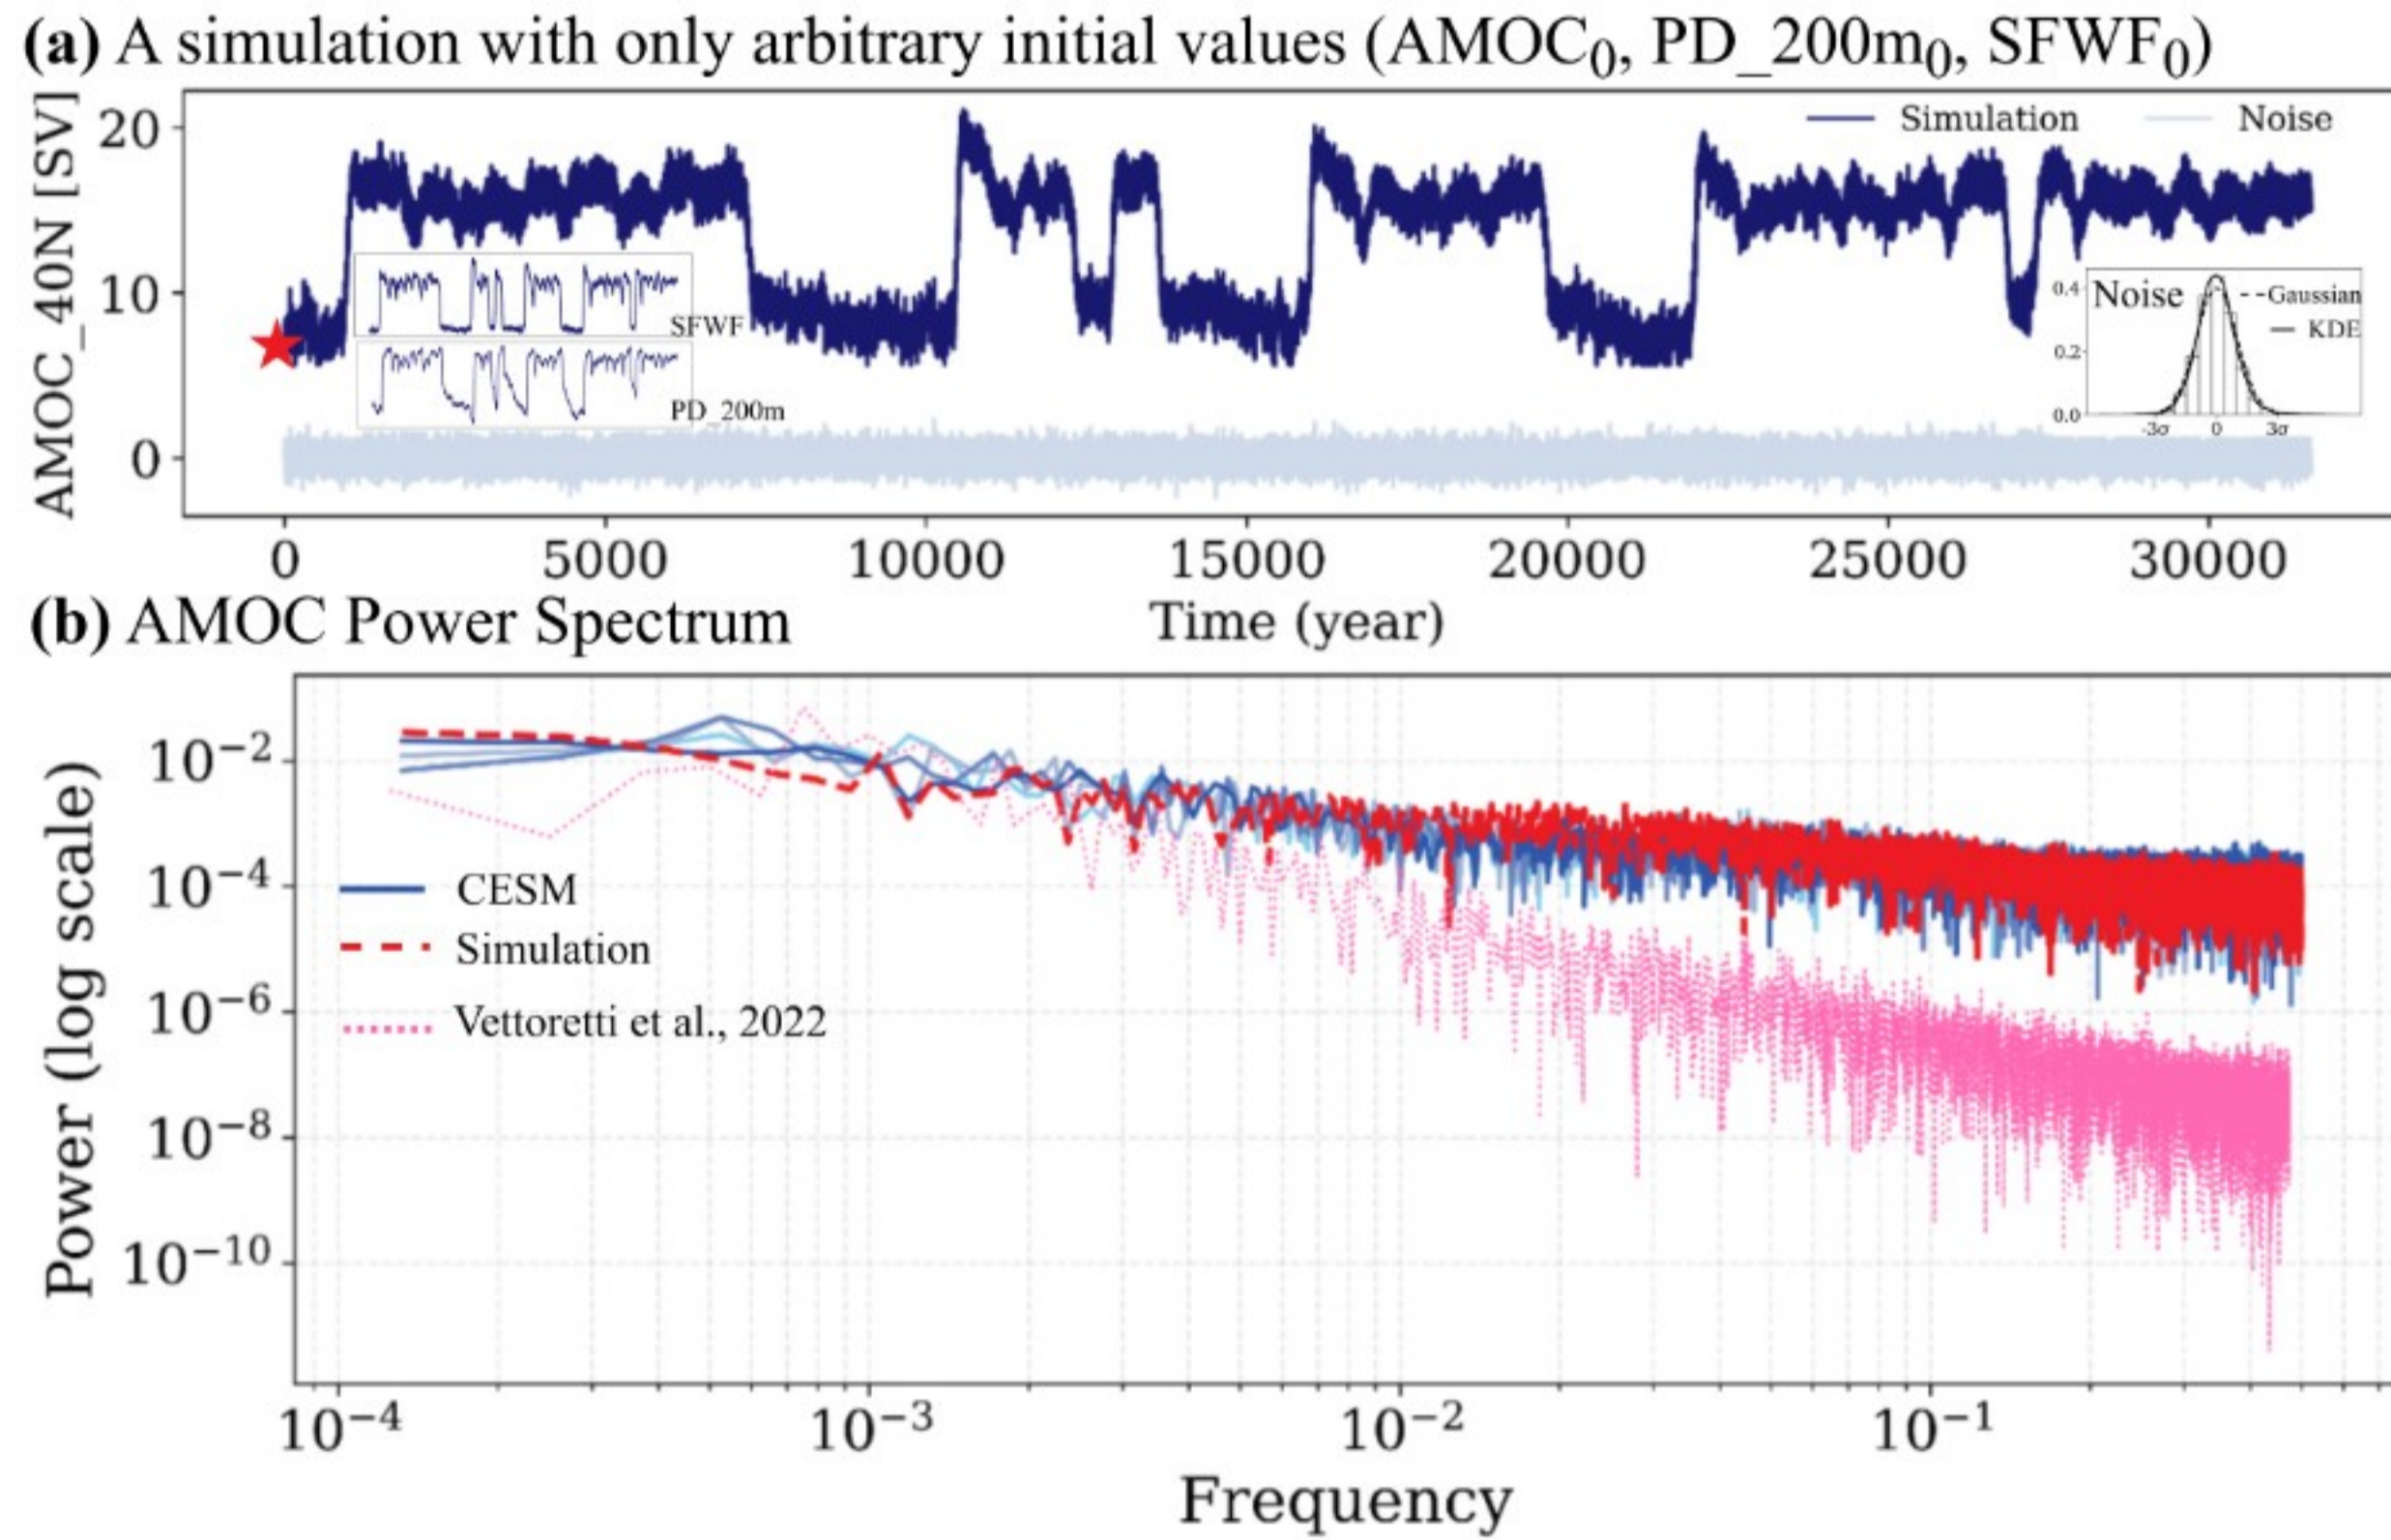 (a) A simulation with only arbitrary initial values (AMOC₀, PD_200m₀, SFWF₀)
AMOC_40N [SV]
20
10
0
Simulation
Noise
SFWF
PD_200m
Noise
--Gaussian
— KDE
0.4
0.2
0.0
-3σ 0 3σ
0 5000 10000 15000 20000 25000 30000
Time (year)
(b) AMOC Power Spectrum
Power (log scale)
10⁻²
10⁻⁴
10⁻⁶
10⁻⁸
10⁻¹⁰
CESM
Simulation
Vettoretti et al., 2022
10⁻⁴ 10⁻³ 10⁻² 10⁻¹
Frequency